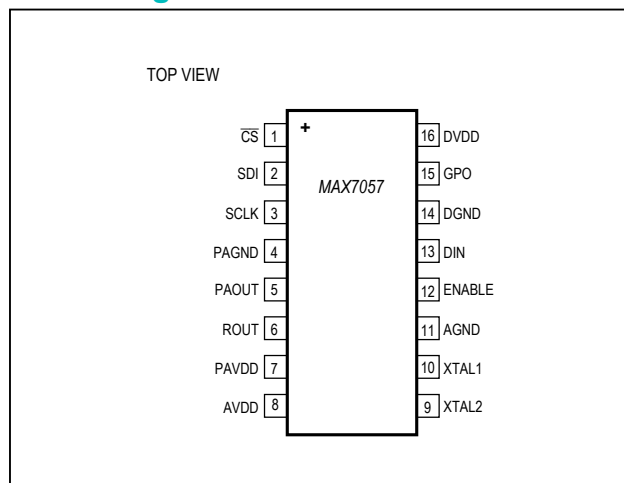 TOP VIEW
+
MAX7057
CS 1
SDI 2
SCLK 3
PAGND 4
PAOUT 5
ROUT 6
PAVDD 7
AVDD 8
16 DVDD
15 GPO
14 DGND
13 DIN
12 ENABLE
11 AGND
10 XTAL1
9 XTAL2